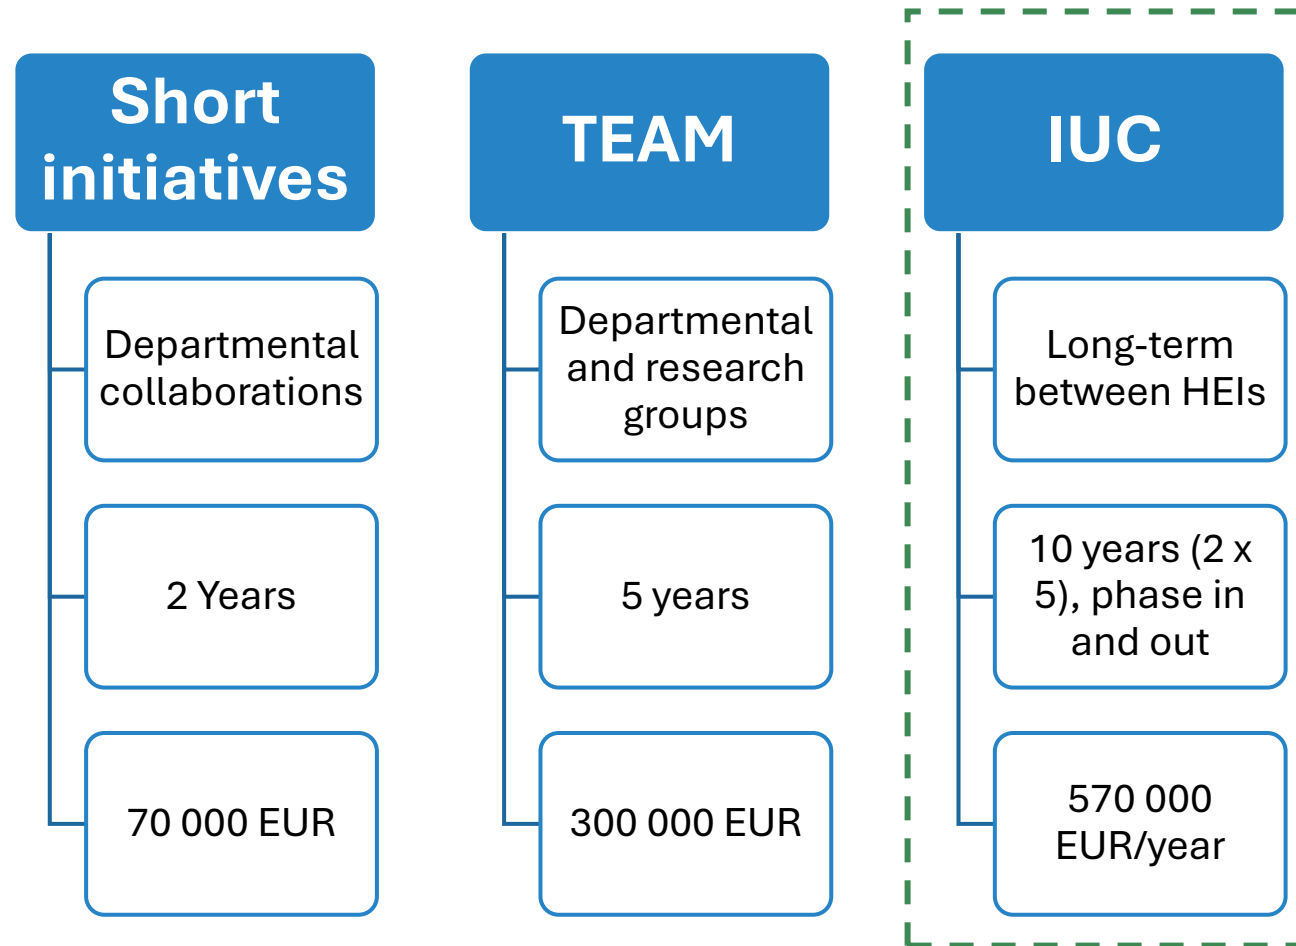 Short
initiatives
Departmental
collaborations
2 Years
70 000 EUR
TEAM
Departmental
and research
groups
5 years
300 000 EUR
IUC
Long-term
between HEIs
10 years (2 x
5), phase in
and out
570 000
EUR/year